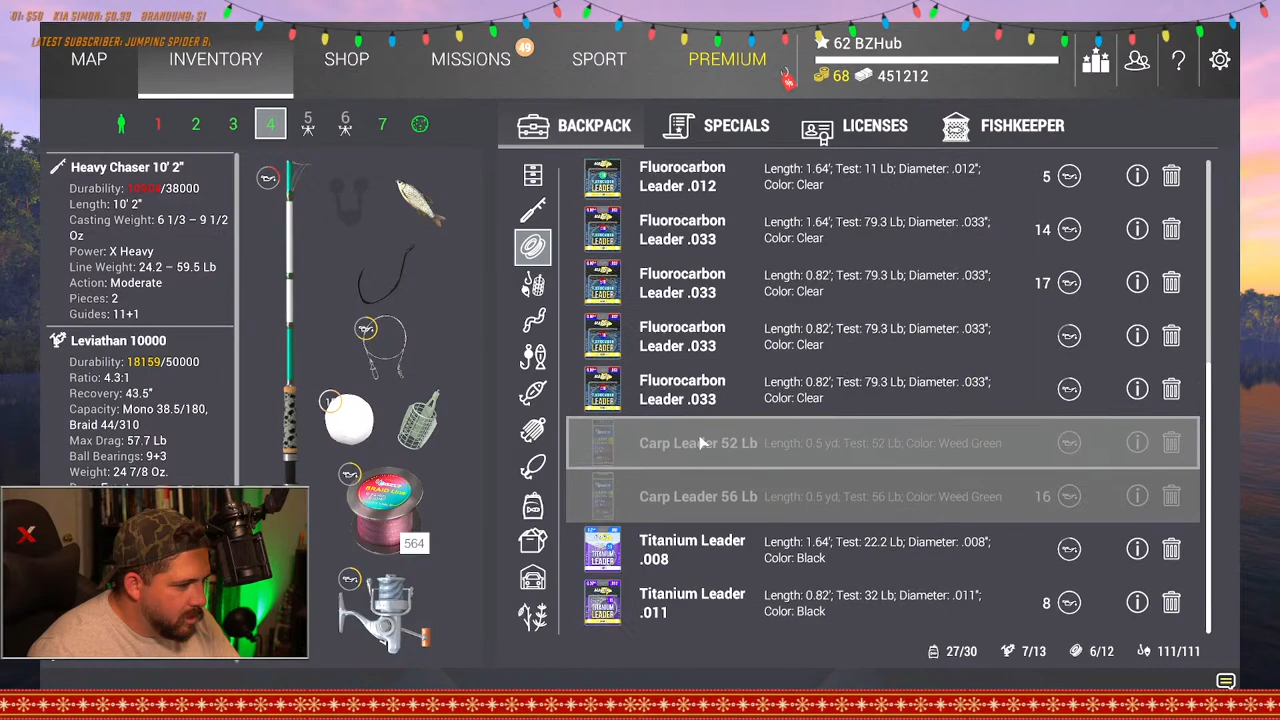 01: $50 KIA SIMON: $0.99 BRANDUMB: $1
LATEST SUBSCRIBER: JUMPING SPIDER B
MAP
INVENTORY
SHOP
MISSIONS
49
SPORT
PREMIUM
62 BZHub
68 451212
1 2 3 4 5 6 7
BACKPACK
SPECIALS
LICENSES
FISHKEEPER
Heavy Chaser 10' 2"
Durability: /38000
Length: 10' 2"
Casting Weight: 6 1/3 – 9 1/2
Oz
Power: X Heavy
Line Weight: 24.2 – 59.5 Lb
Action: Moderate
Pieces: 2
Guides: 11+1
Leviathan 10000
Durability: 18159/50000
Ratio: 4.3:1
Recovery: 43.5"
Capacity: Mono 38.5/180,
Braid 44/310
Max Drag: 57.7 Lb
Ball Bearings: 9+3
Weight: 24 7/8 Oz.
BRAID LINE
564
Fluorocarbon
Leader .012
Length: 1.64'; Test: 11 Lb; Diameter: .012";
Color: Clear
5
Fluorocarbon
Leader .033
Length: 1.64'; Test: 79.3 Lb; Diameter: .033";
Color: Clear
14
Fluorocarbon
Leader .033
Length: 0.82'; Test: 79.3 Lb; Diameter: .033";
Color: Clear
17
Fluorocarbon
Leader .033
Length: 0.82'; Test: 79.3 Lb; Diameter: .033";
Color: Clear
Fluorocarbon
Leader .033
Length: 0.82'; Test: 79.3 Lb; Diameter: .033";
Color: Clear
Carp Leader 52 Lb
Length: 0.5 yd; Test: 52 Lb; Color: Weed Green
Carp Leader 56 Lb
Length: 0.5 yd; Test: 56 Lb; Color: Weed Green
16
Titanium Leader
.008
Length: 1.64'; Test: 22.2 Lb; Diameter: .008";
Color: Black
Titanium Leader
.011
Length: 0.82'; Test: 32 Lb; Diameter: .011";
Color: Black
8
27/30 7/13 6/12 111/111